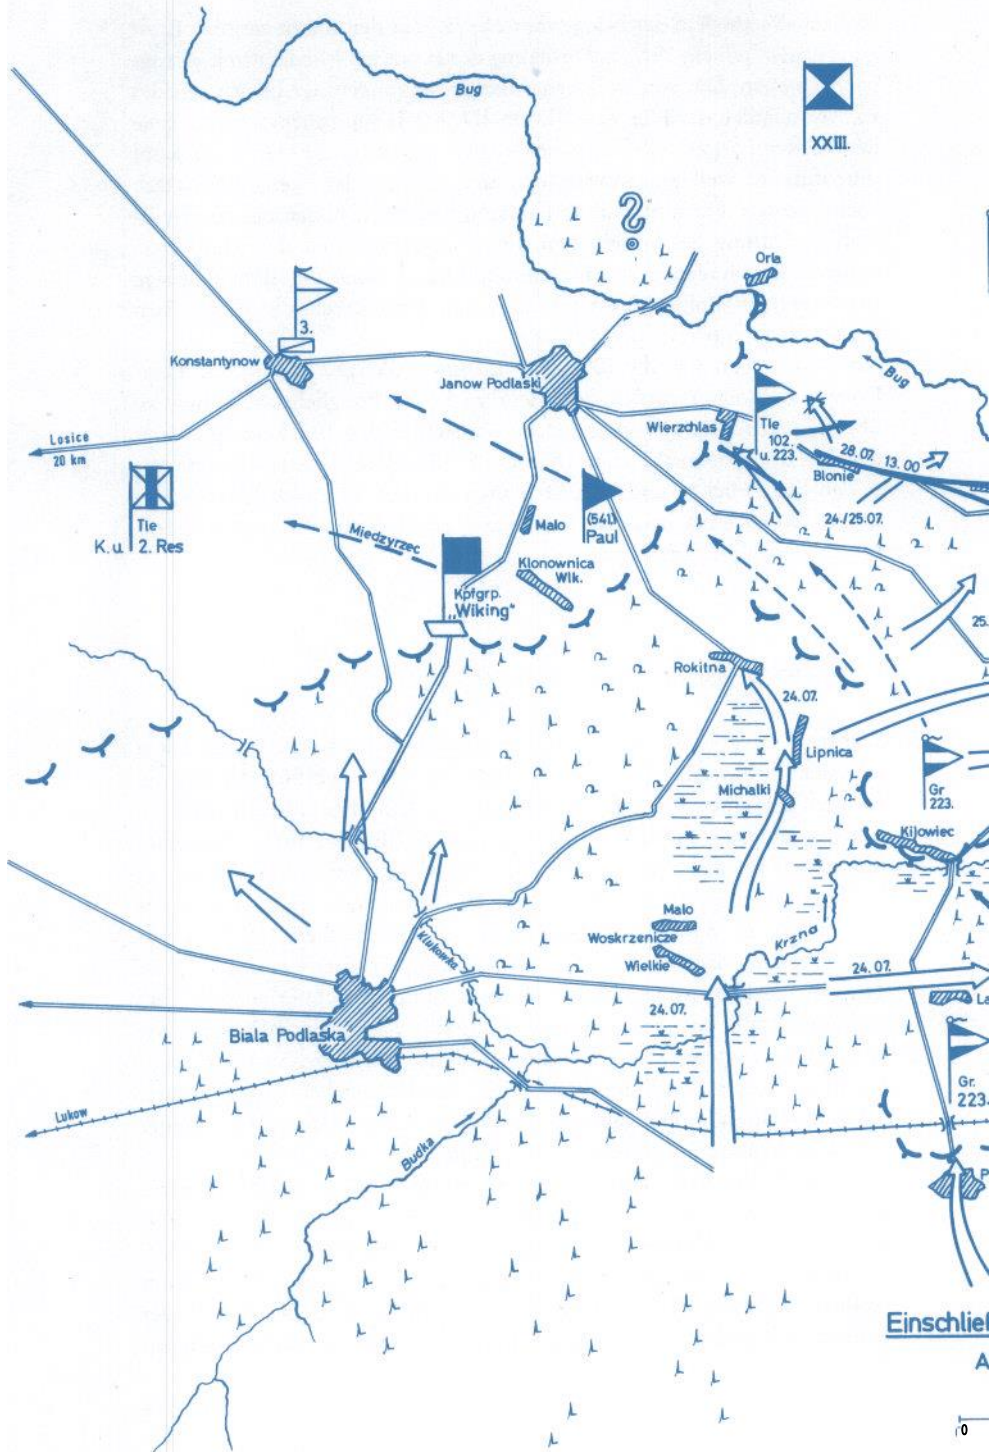 Bug
XXIII.
Orla
3.
Konstantynow
Janow Podlaski
Bug
Losice
20 km
Wierzchlas
Tle
102.
u. 223.
28.07. 13.00
Blonie
24./25.07.
Tle
K. u. 2. Res
Miedzyrzec
Malo
(541.)
Paul
Klonownica
Wlk.
Kpfgrp.
„Wiking"
25.
Rokitna
24.07.
Lipnica
Michalki
Gr
223.
Kijowiec
Malo
Woskrzenicze
Wielkie
Krzna
Klukowka
24.07.
24.07.
La
Biala Podlaska
Gr.
223.
Lukow
Budka
P
Einschlie
A
0